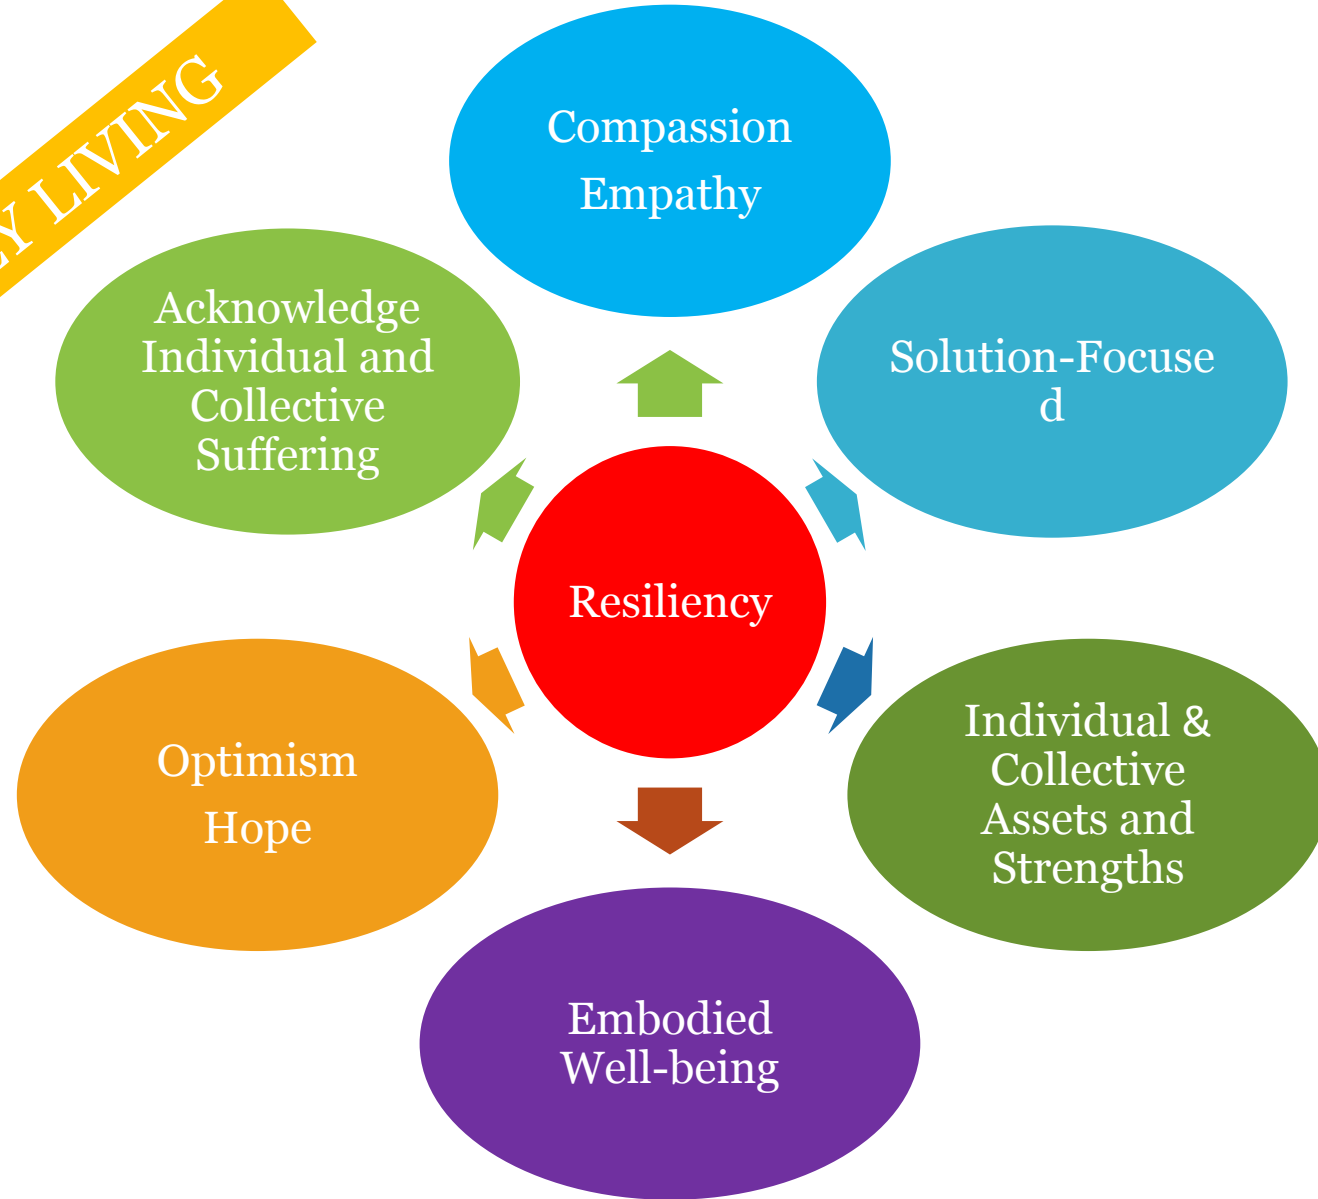 LIVING
Compassion
Empathy
Acknowledge
Individual and
Collective
Suffering
Solution-Focuse
d
Resiliency
Optimism
Hope
Individual &
Collective
Assets and
Strengths
Embodied
Well-being